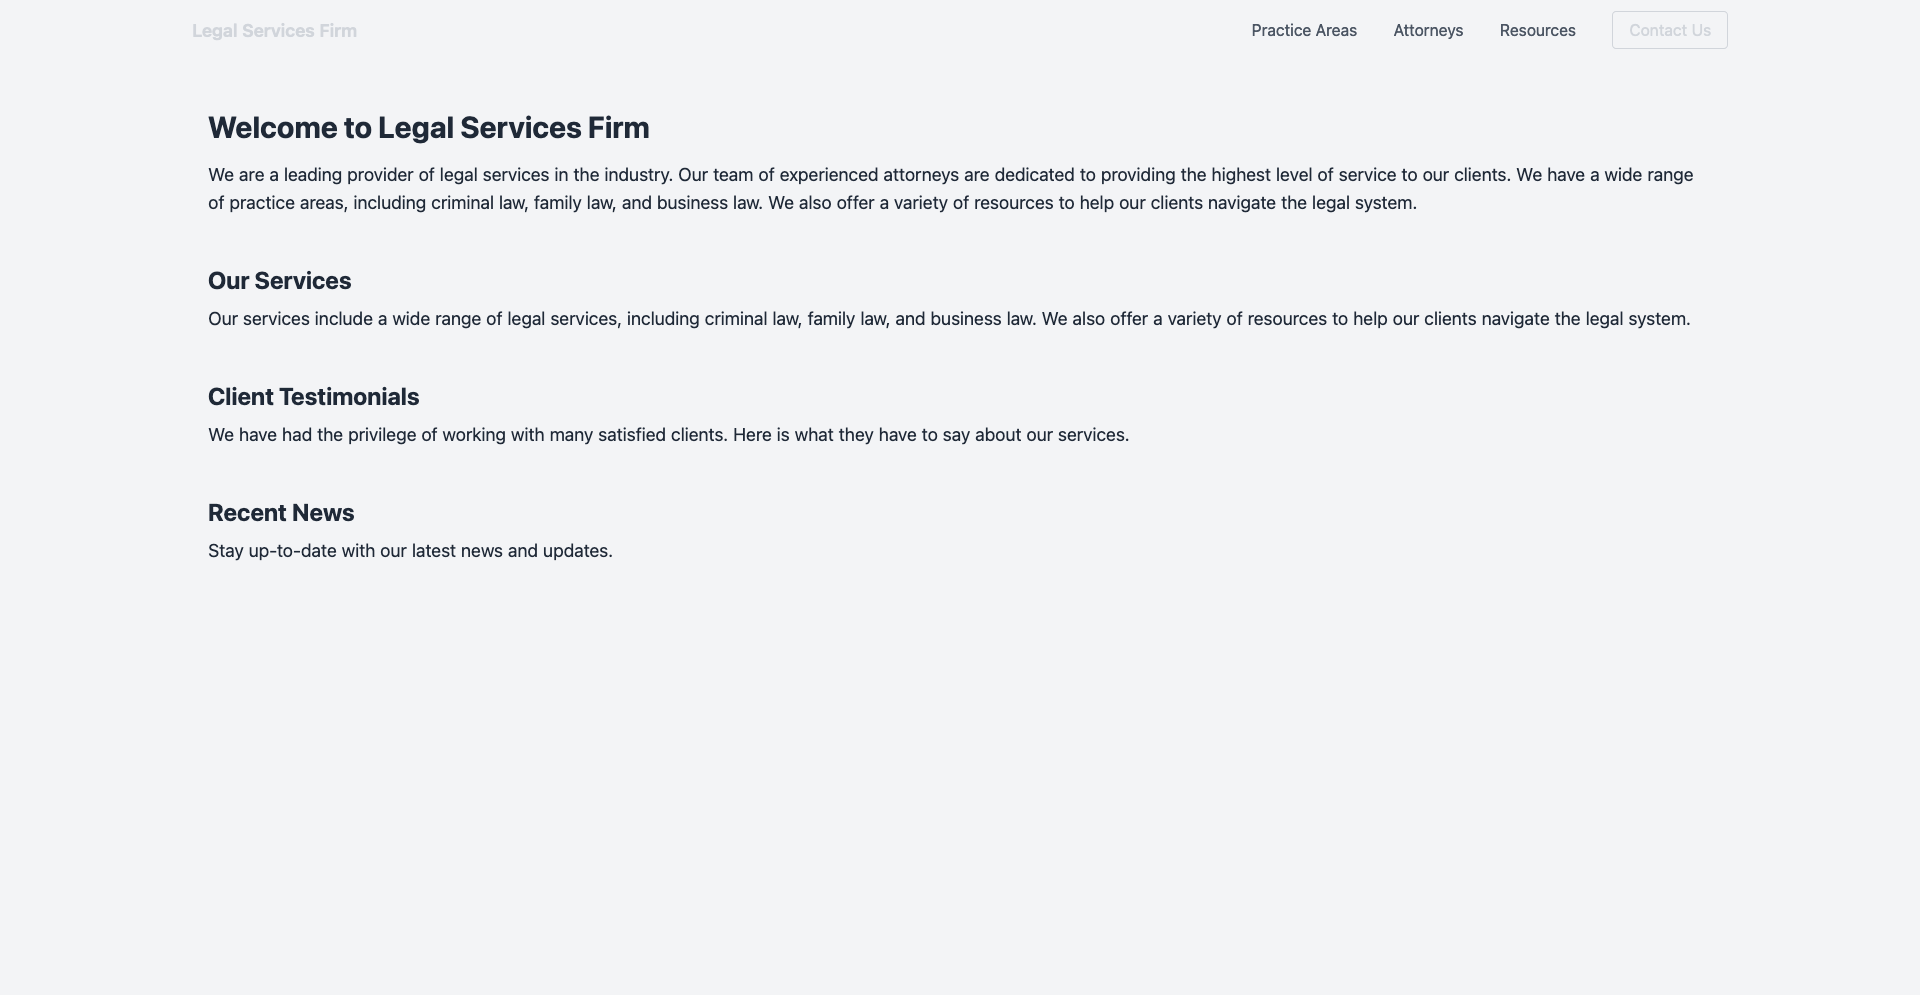 Legal Services Firm
Practice Areas
Attorneys
Resources
Contact Us
Welcome to Legal Services Firm
We are a leading provider of legal services in the industry. Our team of experienced attorneys are dedicated to providing the highest level of service to our clients. We have a wide range
of practice areas, including criminal law, family law, and business law. We also offer a variety of resources to help our clients navigate the legal system.
Our Services
Our services include a wide range of legal services, including criminal law, family law, and business law. We also offer a variety of resources to help our clients navigate the legal system.
Client Testimonials
We have had the privilege of working with many satisfied clients. Here is what they have to say about our services.
Recent News
Stay up-to-date with our latest news and updates.